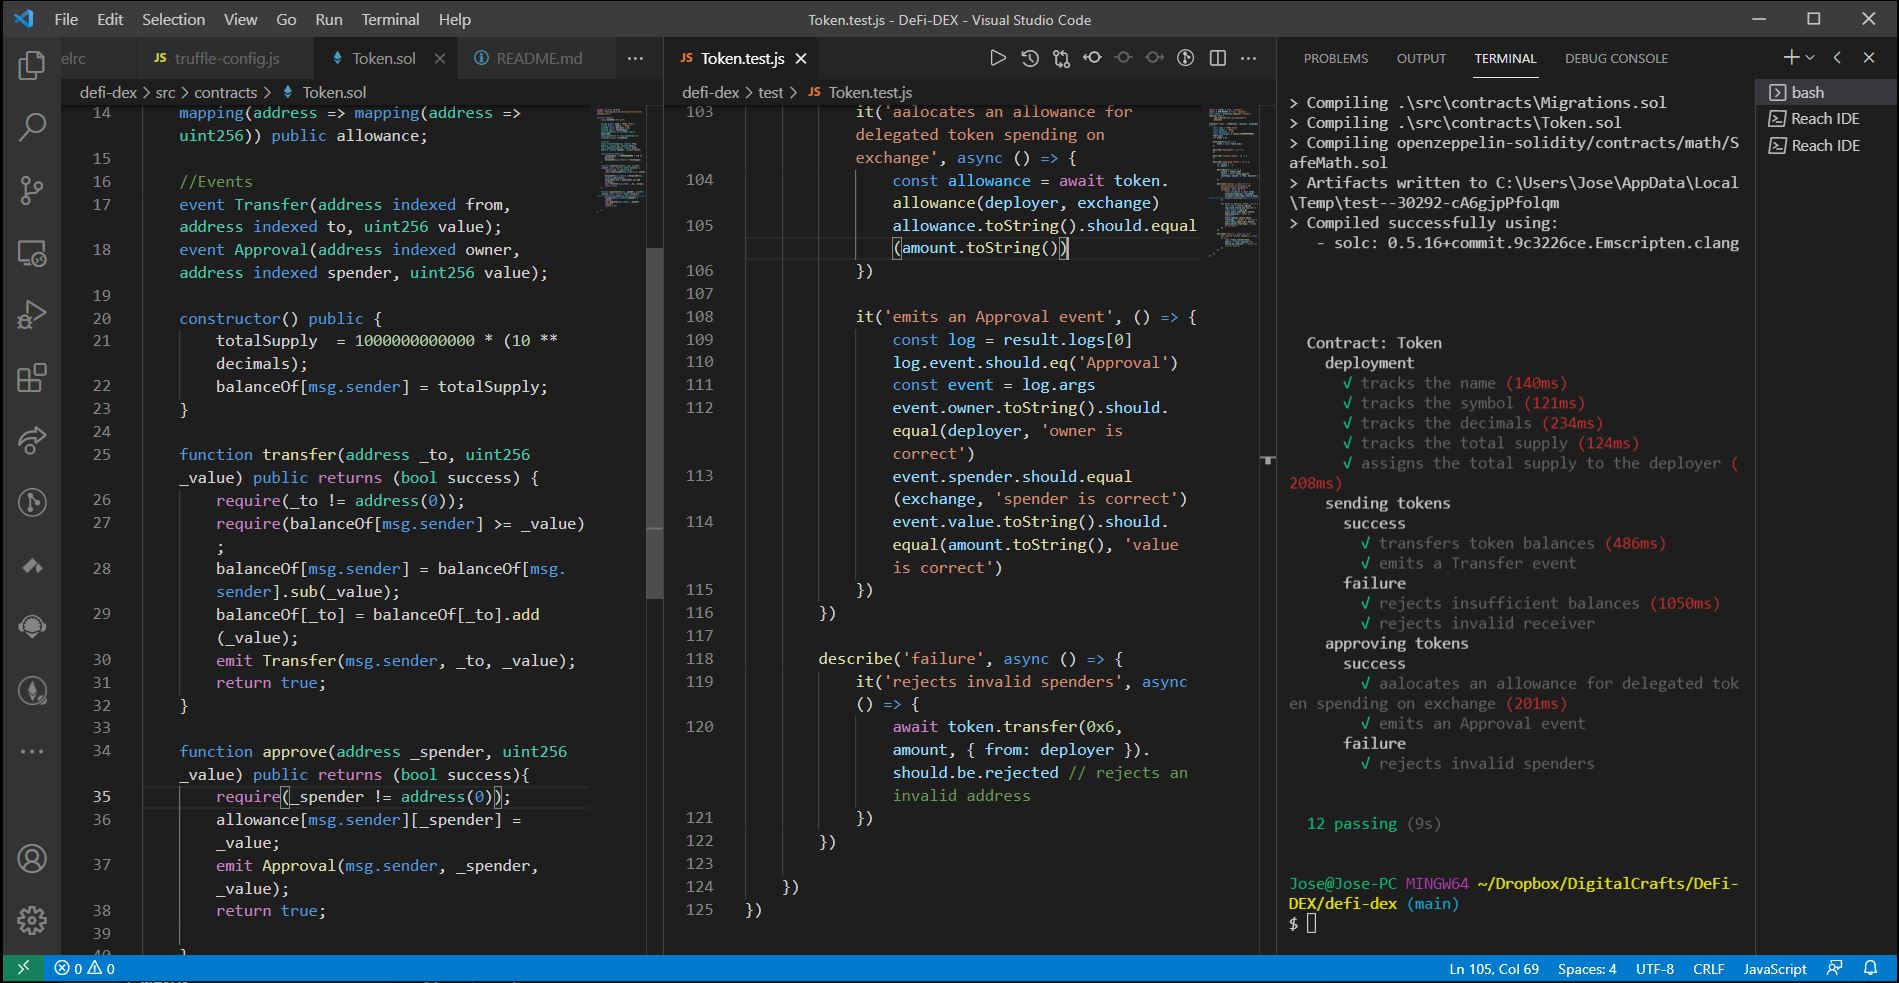 File Edit Selection View Go Run Terminal Help
Token.test.js - DeFi-DEX - Visual Studio Code
elrc
JS truffle-config.js
Token.sol
README.md
defi-dex > src > contracts > Token.sol
14 mapping(address => mapping(address =>
uint256)) public allowance;
15
16 //Events
17 event Transfer(address indexed from,
address indexed to, uint256 value);
18 event Approval(address indexed owner,
address indexed spender, uint256 value);
19
20 constructor() public {
21 totalSupply  = 1000000000000 * (10 **
decimals);
22 balanceOf[msg.sender] = totalSupply;
23 }
24
25 function transfer(address _to, uint256
_value) public returns (bool success) {
26 require(_to != address(0));
27 require(balanceOf[msg.sender] >= _value)
;
28 balanceOf[msg.sender] = balanceOf[msg.
sender].sub(_value);
29 balanceOf[_to] = balanceOf[_to].add
(_value);
30 emit Transfer(msg.sender, _to, _value);
31 return true;
32 }
33
34 function approve(address _spender, uint256
_value) public returns (bool success){
35 require(_spender != address(0));
36 allowance[msg.sender][_spender] =
_value;
37 emit Approval(msg.sender, _spender,
_value);
38 return true;
39
40 }
JS Token.test.js
defi-dex > test > JS Token.test.js
103 it('aalocates an allowance for
delegated token spending on
exchange', async () => {
104 const allowance = await token.
allowance(deployer, exchange)
105 allowance.toString().should.equal
(amount.toString())
106 })
107
108 it('emits an Approval event', () => {
109 const log = result.logs[0]
110 log.event.should.eq('Approval')
111 const event = log.args
112 event.owner.toString().should.
equal(deployer, 'owner is
correct')
113 event.spender.should.equal
(exchange, 'spender is correct')
114 event.value.toString().should.
equal(amount.toString(), 'value
is correct')
115 })
116 })
117
118 describe('failure', async () => {
119 it('rejects invalid spenders', async
() => {
120 await token.transfer(0x6,
amount, { from: deployer }).
should.be.rejected // rejects an
invalid address
121 })
122 })
123
124 })
125 })
PROBLEMS OUTPUT TERMINAL DEBUG CONSOLE
bash
Reach IDE
Reach IDE
> Compiling .\src\contracts\Migrations.sol
> Compiling .\src\contracts\Token.sol
> Compiling openzeppelin-solidity/contracts/math/S
afeMath.sol
> Artifacts written to C:\Users\Jose\AppData\Local
\Temp\test--30292-cA6gjpPfolqm
> Compiled successfully using:
- solc: 0.5.16+commit.9c3226ce.Emscripten.clang
Contract: Token
deployment
√ tracks the name (140ms)
√ tracks the symbol (121ms)
√ tracks the decimals (234ms)
√ tracks the total supply (124ms)
√ assigns the total supply to the deployer (
208ms)
sending tokens
success
√ transfers token balances (486ms)
√ emits a Transfer event
failure
√ rejects insufficient balances (1050ms)
√ rejects invalid receiver
approving tokens
success
√ aalocates an allowance for delegated tok
en spending on exchange (201ms)
√ emits an Approval event
failure
√ rejects invalid spenders
12 passing (9s)
Jose@Jose-PC MINGW64 ~/Dropbox/DigitalCrafts/DeFi-
DEX/defi-dex (main)
$
0 0
Ln 105, Col 69 Spaces: 4 UTF-8 CRLF JavaScript